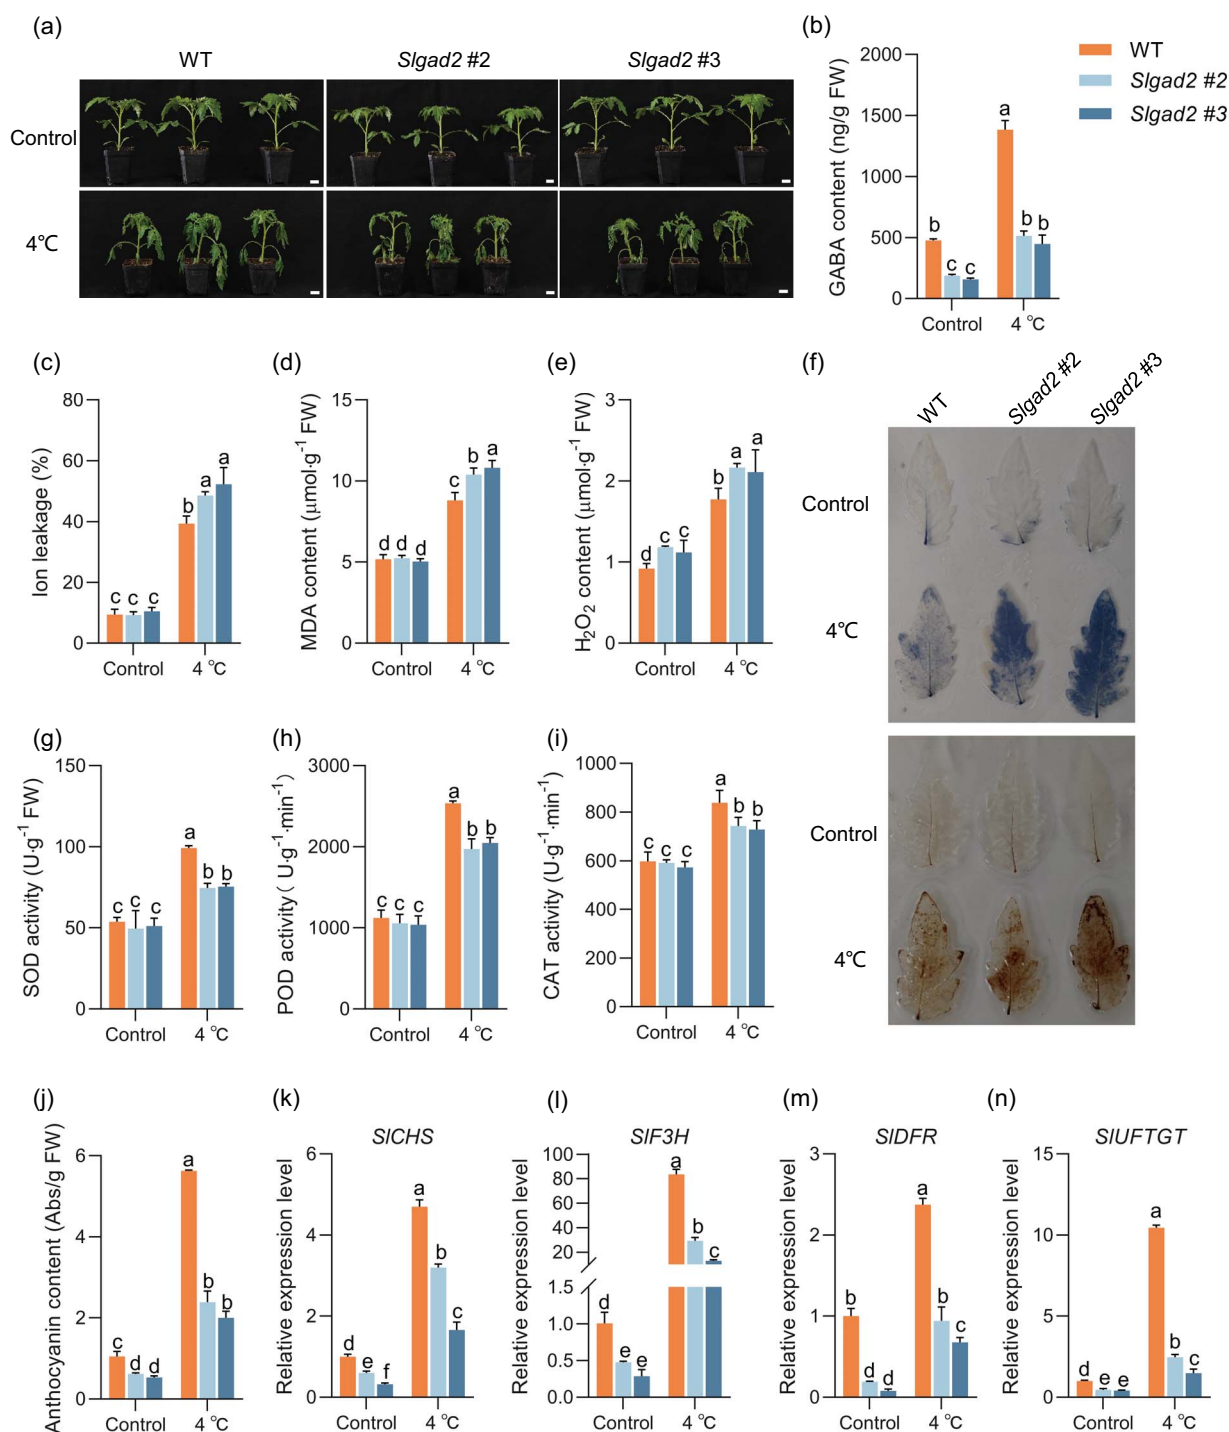 (a)
WT
Slgad2 #2
Slgad2 #3
Control
4℃
(b)
GABA content (ng/g FW)
2000
1500
1000
500
0
b
c
c
a
b
b
Control
4 °C
WT
Slgad2 #2
Slgad2 #3
(c)
Ion leakage (%)
80
60
40
20
0
c
c
c
b
a
a
Control
4 °C
(d)
MDA content (μmol·g⁻¹ FW)
15
10
5
0
d
d
d
c
b
a
Control
4 °C
(e)
H₂O₂ content (μmol·g⁻¹ FW)
3
2
1
0
d
c
c
b
a
a
Control
4 °C
(f)
WT
Slgad2 #2
Slgad2 #3
Control
4℃
Control
4℃
(g)
SOD activity (U·g⁻¹ FW)
150
100
50
0
c
c
c
a
b
b
Control
4 °C
(h)
POD activity（U·g⁻¹·min⁻¹）
3000
2000
1000
0
c
c
c
a
b
b
Control
4 °C
(i)
CAT activity (U·g⁻¹·min⁻¹)
1000
800
600
400
200
0
c
c
c
a
b
b
Control
4 °C
(j)
Anthocyanin content (Abs/g FW)
6
4
2
0
c
d
d
a
b
b
Control
4 °C
(k)
SlCHS
Relative expression level
6
4
2
0
d
e
f
a
b
c
Control
4 °C
(l)
SlF3H
Relative expression level
100
80
60
40
20
1.5
1.0
0.5
0
d
e
e
a
b
c
Control
4 °C
(m)
SlDFR
Relative expression level
3
2
1
0
b
d
d
a
b
c
Control
4 °C
(n)
SlUFTGT
Relative expression level
15
10
5
0
d
e
e
a
b
c
Control
4 °C